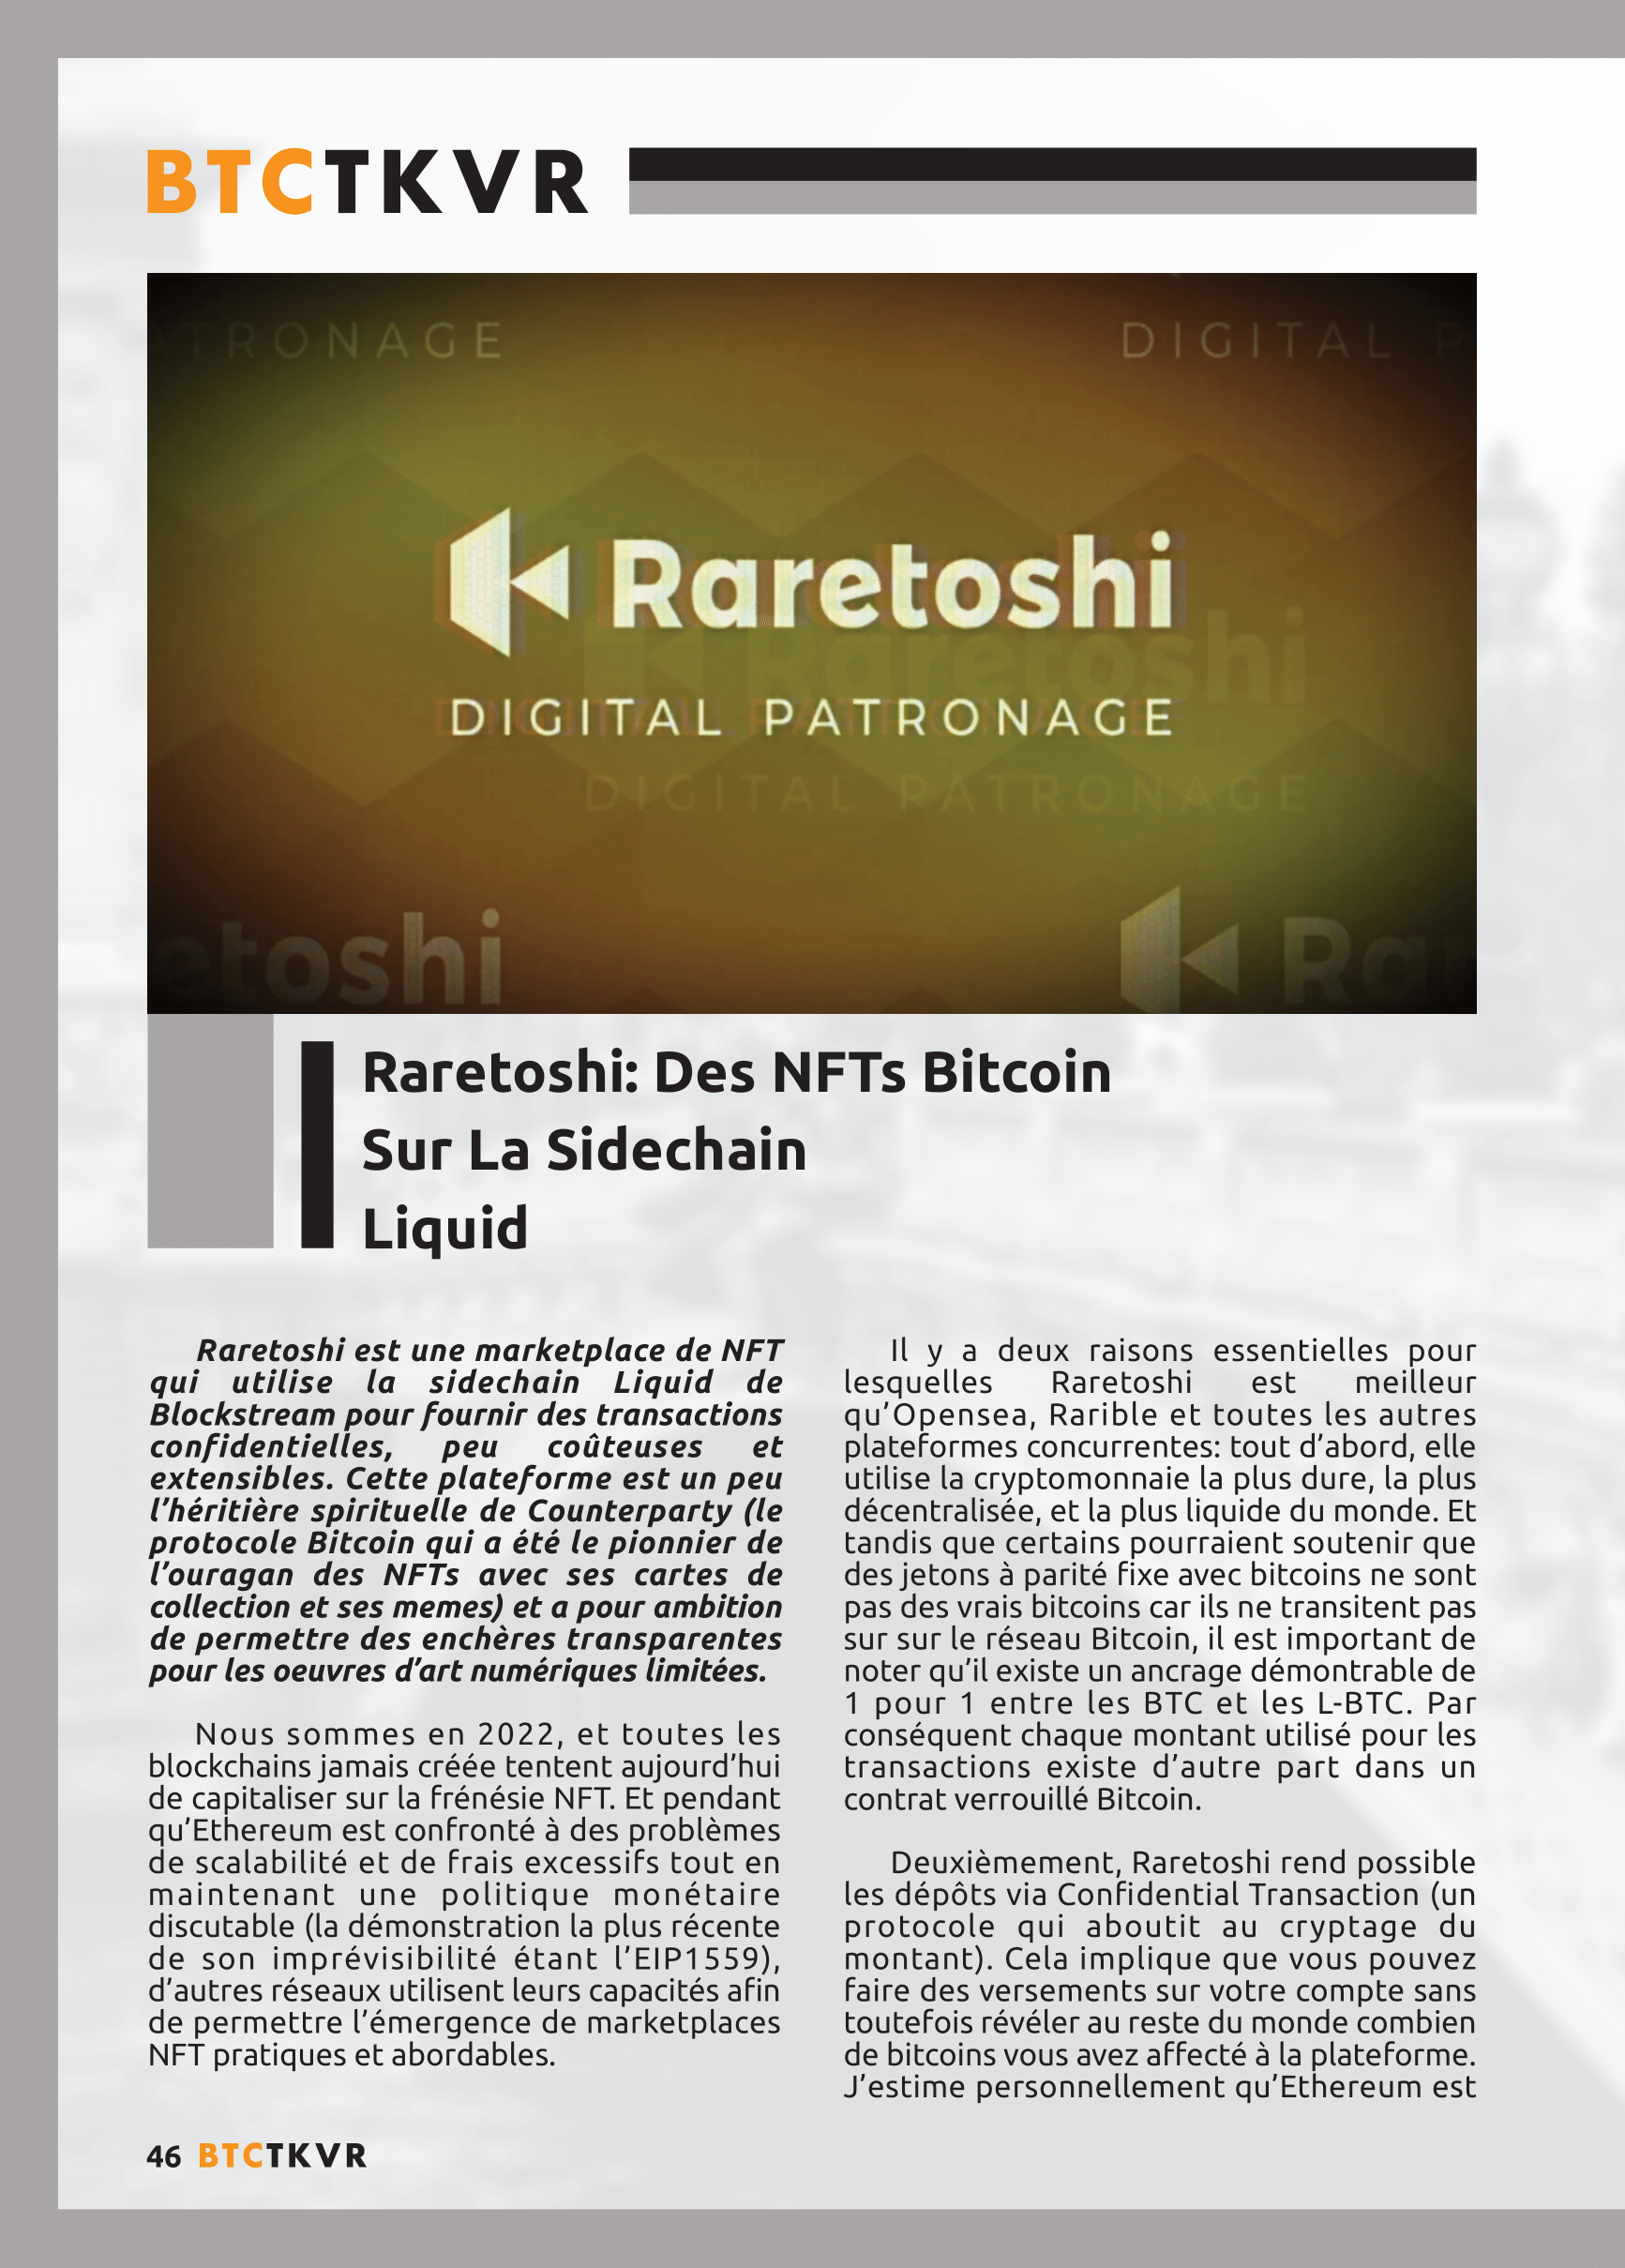 BTCTKVR
ATRONAGE
DIGITAL P
Raretoshi
Raretoshi
DIGITAL PATRONAGE
DIGITAL PATRONAGE
etoshi
Rar
Raretoshi: Des NFTs Bitcoin
Sur La Sidechain
Liquid
Raretoshi est une marketplace de NFT
qui utilise la sidechain Liquid de
Blockstream pour fournir des transactions
confidentielles, peu coûteuses et
extensibles. Cette plateforme est un peu
l’héritière spirituelle de Counterparty (le
protocole Bitcoin qui a été le pionnier de
l’ouragan des NFTs avec ses cartes de
collection et ses memes) et a pour ambition
de permettre des enchères transparentes
pour les oeuvres d’art numériques limitées.
Nous sommes en 2022, et toutes les
blockchains jamais créée tentent aujourd’hui
de capitaliser sur la frénésie NFT. Et pendant
qu’Ethereum est confronté à des problèmes
de scalabilité et de frais excessifs tout en
maintenant une politique monétaire
discutable (la démonstration la plus récente
de son imprévisibilité étant l’EIP1559),
d’autres réseaux utilisent leurs capacités afin
de permettre l’émergence de marketplaces
NFT pratiques et abordables.
Il y a deux raisons essentielles pour
lesquelles Raretoshi est meilleur
qu’Opensea, Rarible et toutes les autres
plateformes concurrentes: tout d’abord, elle
utilise la cryptomonnaie la plus dure, la plus
décentralisée, et la plus liquide du monde. Et
tandis que certains pourraient soutenir que
des jetons à parité fixe avec bitcoins ne sont
pas des vrais bitcoins car ils ne transitent pas
sur sur le réseau Bitcoin, il est important de
noter qu’il existe un ancrage démontrable de
1 pour 1 entre les BTC et les L-BTC. Par
conséquent chaque montant utilisé pour les
transactions existe d’autre part dans un
contrat verrouillé Bitcoin.
Deuxièmement, Raretoshi rend possible
les dépôts via Confidential Transaction (un
protocole qui aboutit au cryptage du
montant). Cela implique que vous pouvez
faire des versements sur votre compte sans
toutefois révéler au reste du monde combien
de bitcoins vous avez affecté à la plateforme.
J’estime personnellement qu’Ethereum est
46 BTCTKVR